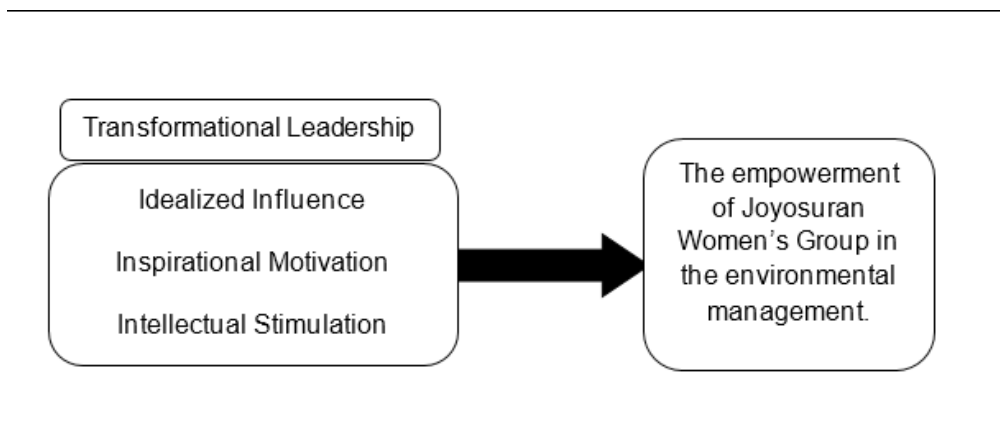 Transformational Leadership
Idealized Influence
Inspirational Motivation
Intellectual Stimulation
The empowerment
of Joyosuran
Women’s Group in
the environmental
management.